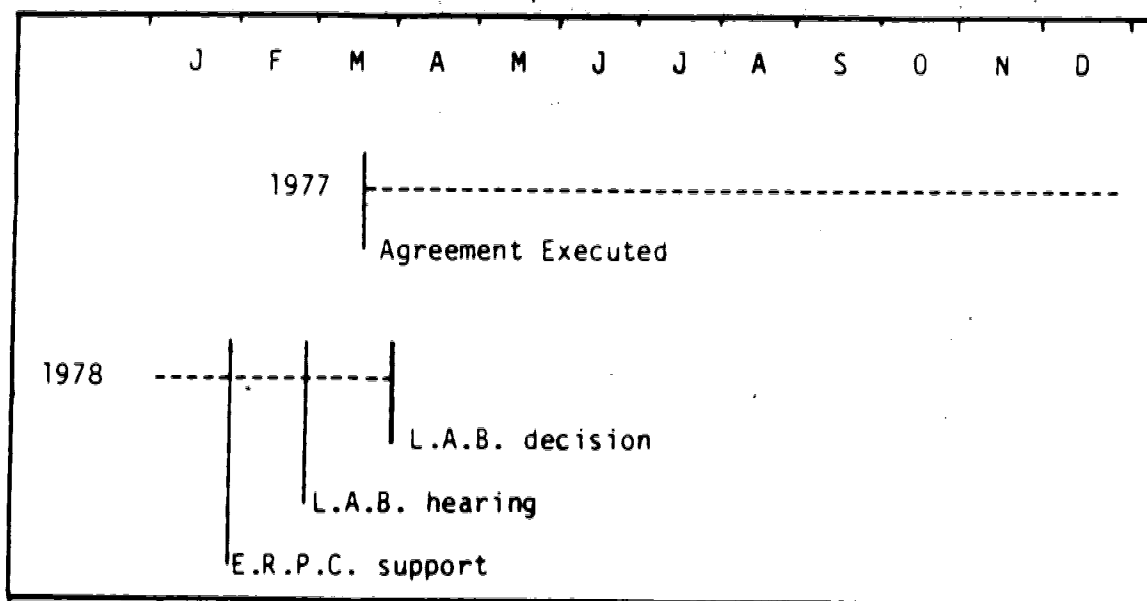 J F M A M J J A S O N D
1977
Agreement Executed
1978
L.A.B. decision
L.A.B. hearing
E.R.P.C. support